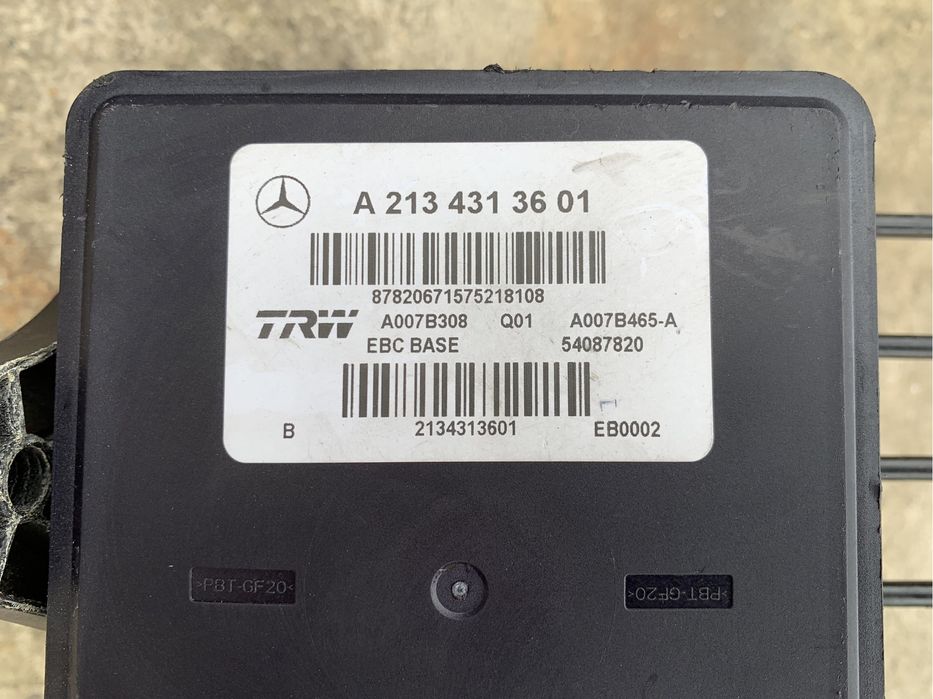 A 213 431 36 01
87820671575218108
TRW A007B308 Q01 A007B465-A
EBC BASE 54087820
B 2134313601 EB0002
>PBT-GF20< >PBT-GF20<